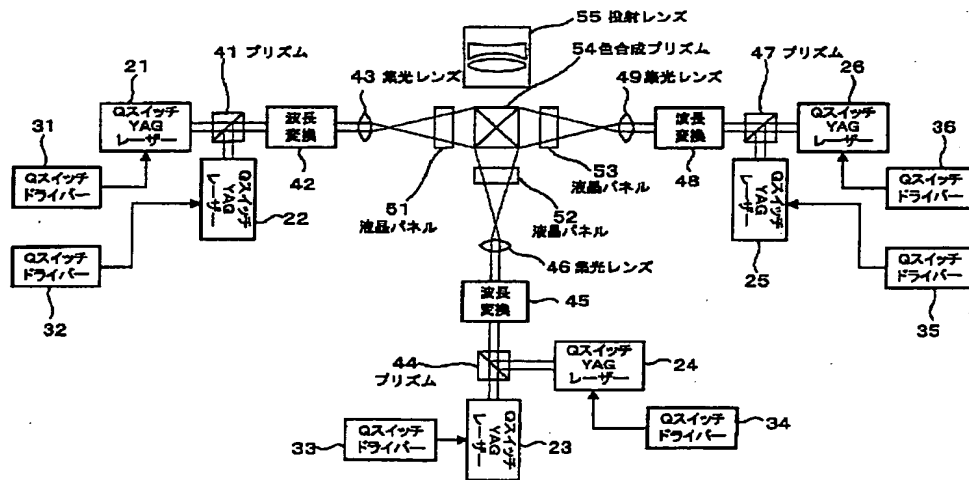 55 投射レンズ
54色合成プリズム
41 プリズム
47 プリズム
21
43 集光レンズ
49集光レンズ
26
Qスイッチ
YAG
レーザー
波長
変換
波長
変換
Qスイッチ
YAG
レーザー
31
36
42
48
Qスイッチ
ドライバー
Qスイッチ
YAG
レーザー
22
51
液晶パネル
53
液晶パネル
52
液晶パネル
Qスイッチ
YAG
レーザー
25
Qスイッチ
ドライバー
46 集光レンズ
Qスイッチ
ドライバー
32
Qスイッチ
ドライバー
35
波長
変換
45
44
プリズム
Qスイッチ
YAG
レーザー
24
33
Qスイッチ
ドライバー
Qスイッチ
YAG
レーザー
23
Qスイッチ
ドライバー
34